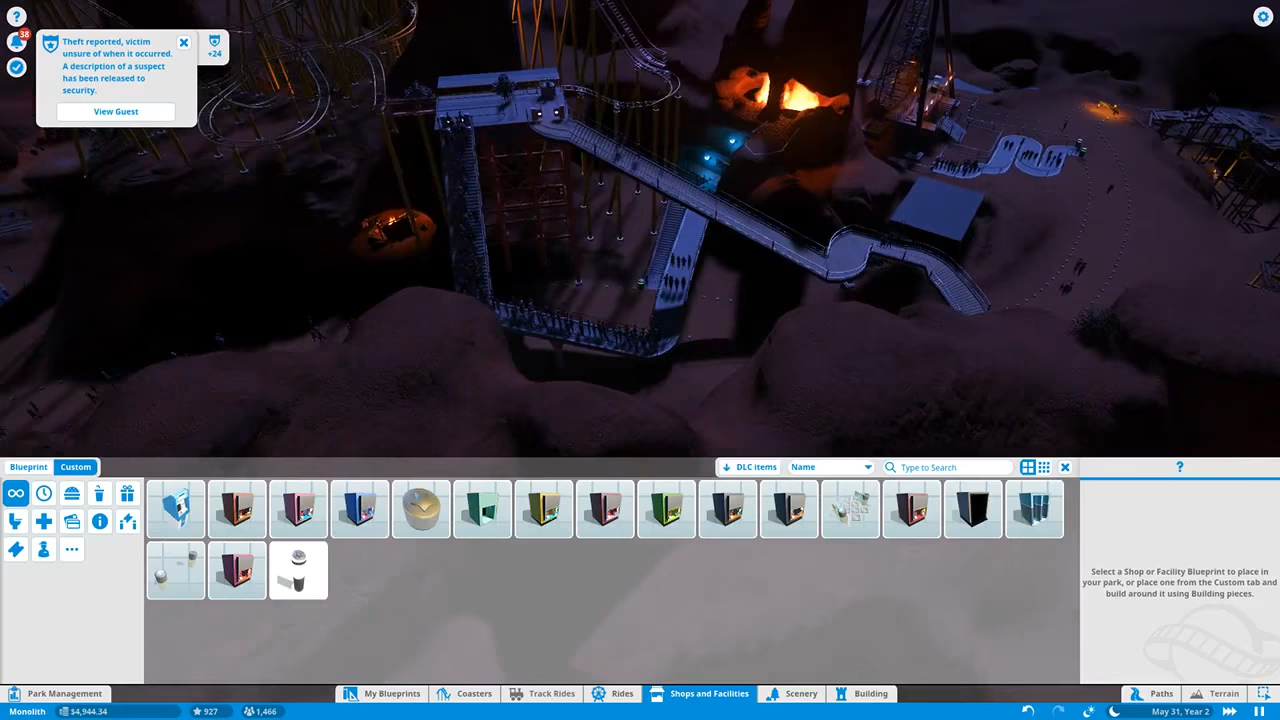 ?
38
Theft reported, victim
unsure of when it occurred.
A description of a suspect
has been released to
security.
+24
View Guest
Blueprint
Custom
DLC items
Name
Type to Search
?
Select a Shop or Facility Blueprint to place in
your park, or place one from the Custom tab and
build around it using Building pieces.
Park Management
My Blueprints
Coasters
Track Rides
Rides
Shops and Facilities
Scenery
Building
Paths
Terrain
Monolith
$4,944.34
927
1,466
May 31, Year 2